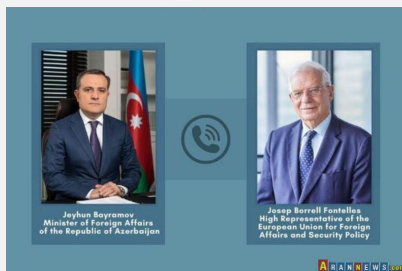 Jeyhun Bayramov
Minister of Foreign Affairs
of the Republic of Azerbaijan
Josep Borrell Fontelles
High Representative of the
European Union for Foreign
Affairs and Security Policy
ARANNEWS.com